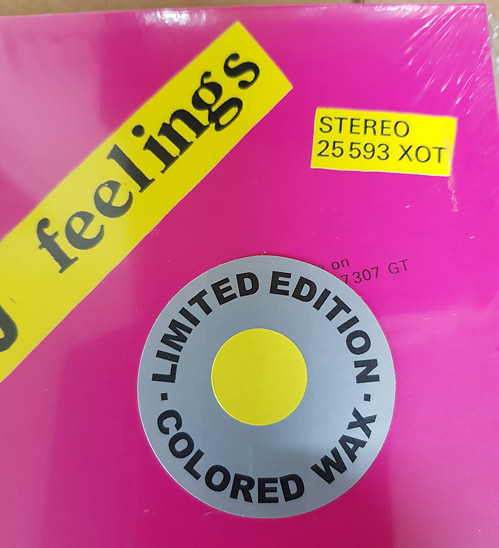 feelings
STEREO
25 593 XOT
on
7307 GT
LIMITED EDITION
· COLORED WAX ·